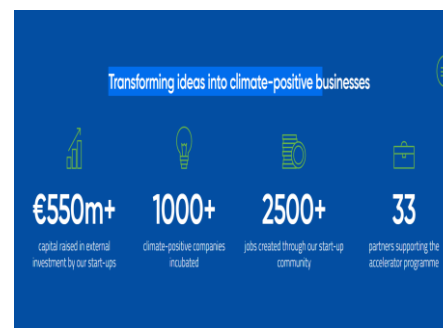 Transforming ideas into climate-positive businesses
€550m+
capital raised in external
investment by our start-ups
1000+
climate-positive companies
incubated
2500+
jobs created through our start-up
community
33
partners supporting the
accelerator programme